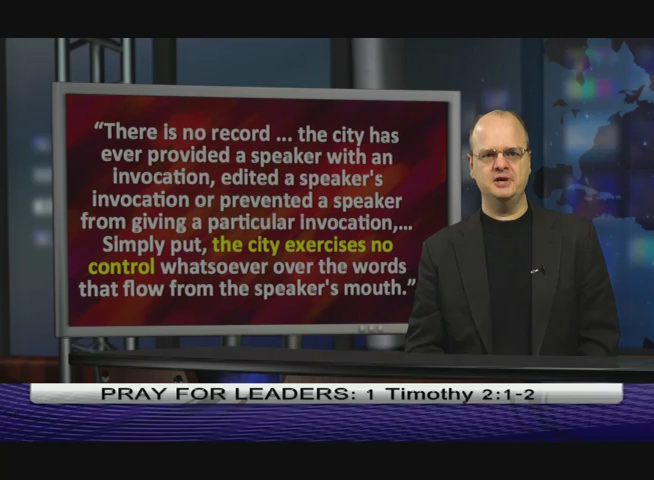 “There is no record ... the city has
ever provided a speaker with an
invocation, edited a speaker's
invocation or prevented a speaker
from giving a particular invocation,...
Simply put, the city exercises no
control whatsoever over the words
that flow from the speaker's mouth.”
PRAY FOR LEADERS: 1 Timothy 2:1-2